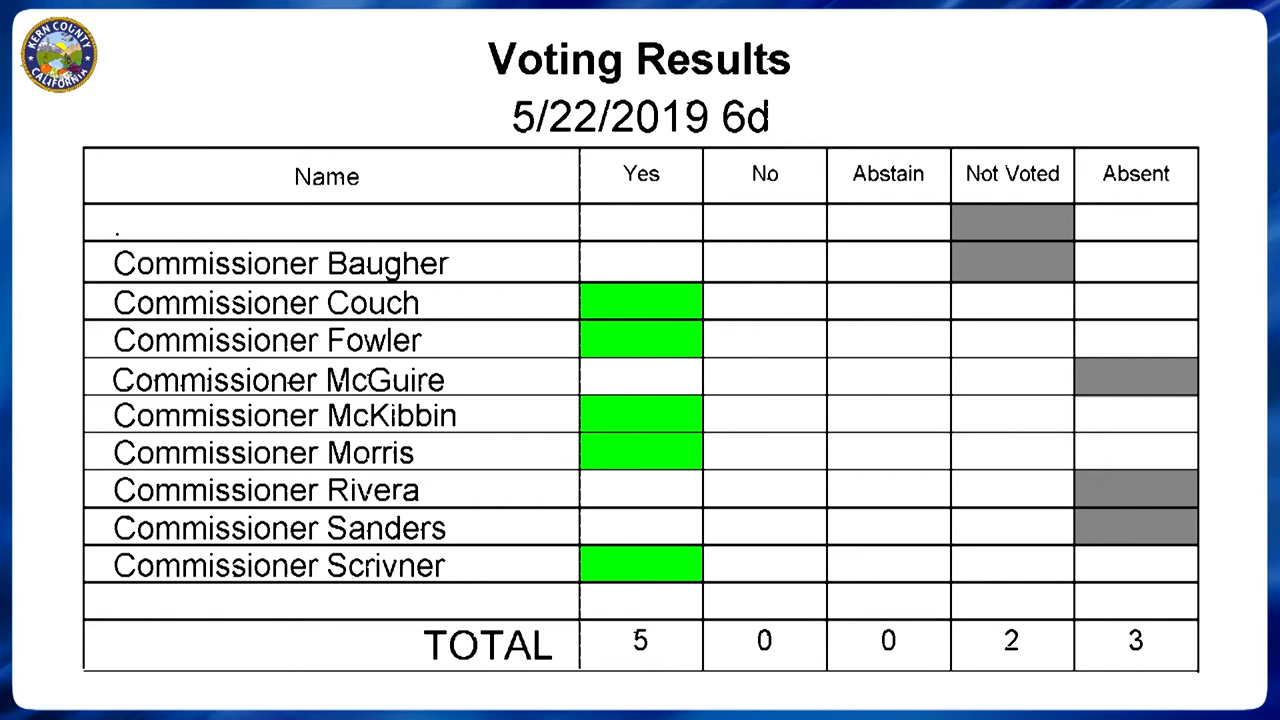 KERN COUNTY
CALIFORNIA
Voting Results
5/22/2019 6d
Name Yes No Abstain Not Voted Absent
.
Commissioner Baugher
Commissioner Couch
Commissioner Fowler
Commissioner McGuire
Commissioner McKibbin
Commissioner Morris
Commissioner Rivera
Commissioner Sanders
Commissioner Scrivner
TOTAL 5 0 0 2 3